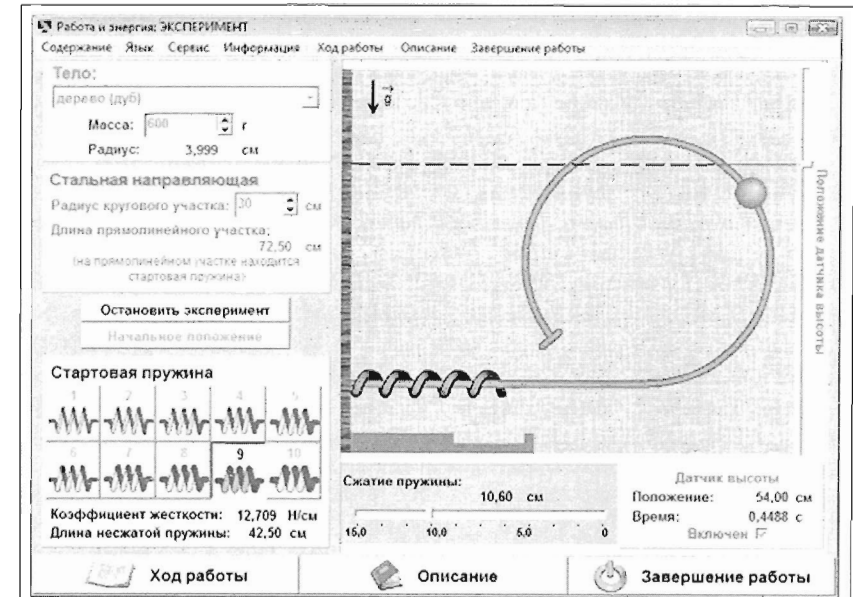 Работа и энергия: ЭКСПЕРИМЕНТ
Содержание Язык Сервис Информация Ход работы Описание Завершение работы
Тело:
дерево (дуб)
Масса: 600 г
Радиус: 3,999 см
Стальная направляющая
Радиус кругового участка: 30 см
Длина прямолинейного участка:
72,50 см
(на прямолинейном участке находится
стартовая пружина)
Остановить эксперимент
Начальное положение
Стартовая пружина
1 2 3 4 5
6 7 8 9 10
Коэффициент жесткости: 12,709 Н/см
Длина несжатой пружины: 42,50 см
g
Положение датчика высоты
Сжатие пружины:
10,60 см
15,0 10,0 5,0 0
Датчик высоты
Положение: 54,00 см
Время: 0,4488 с
Включен
Ход работы Описание Завершение работы